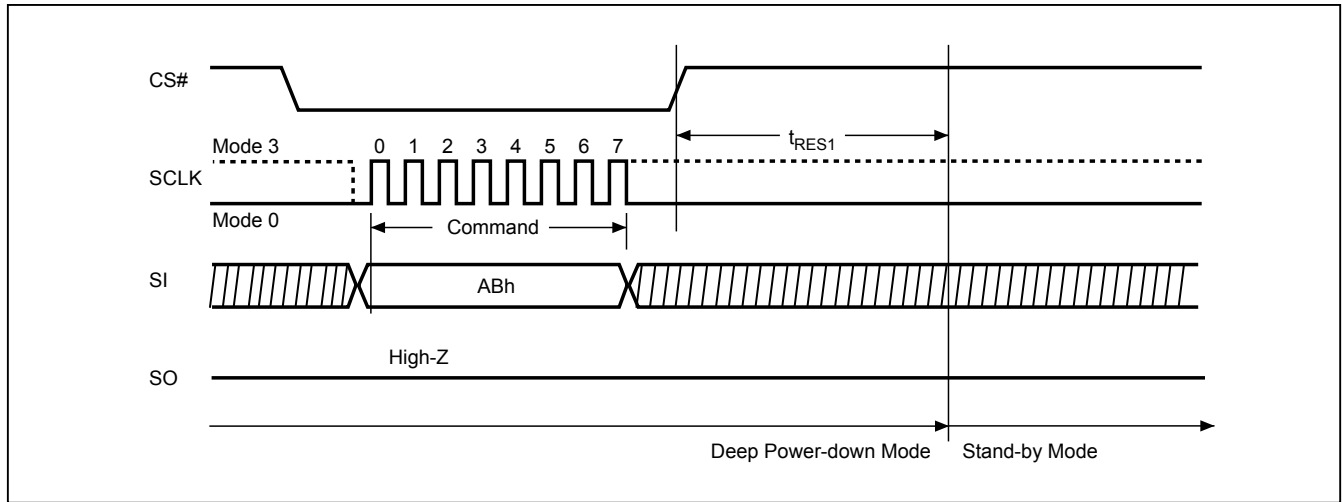 CS#
Mode 3
0 1 2 3 4 5 6 7
tRES1
SCLK
Mode 0
Command
SI
ABh
High-Z
SO
Deep Power-down Mode
Stand-by Mode